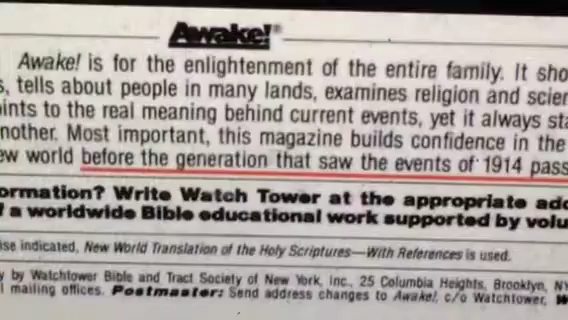 Awake!®
Awake! is for the enlightenment of the entire family. It sho
s, tells about people in many lands, examines religion and scien
oints to the real meaning behind current events, yet it always sta
nother. Most important, this magazine builds confidence in the
ew world before the generation that saw the events of 1914 pass
ormation? Write Watch Tower at the appropriate add
f a worldwide Bible educational work supported by volu
ise indicated, New World Translation of the Holy Scriptures—With References is used.
y by Watchtower Bible and Tract Society of New York, Inc., 25 Columbia Heights, Brooklyn, NY
l mailing offices. Postmaster: Send address changes to Awake!, c/o Watchtower, W